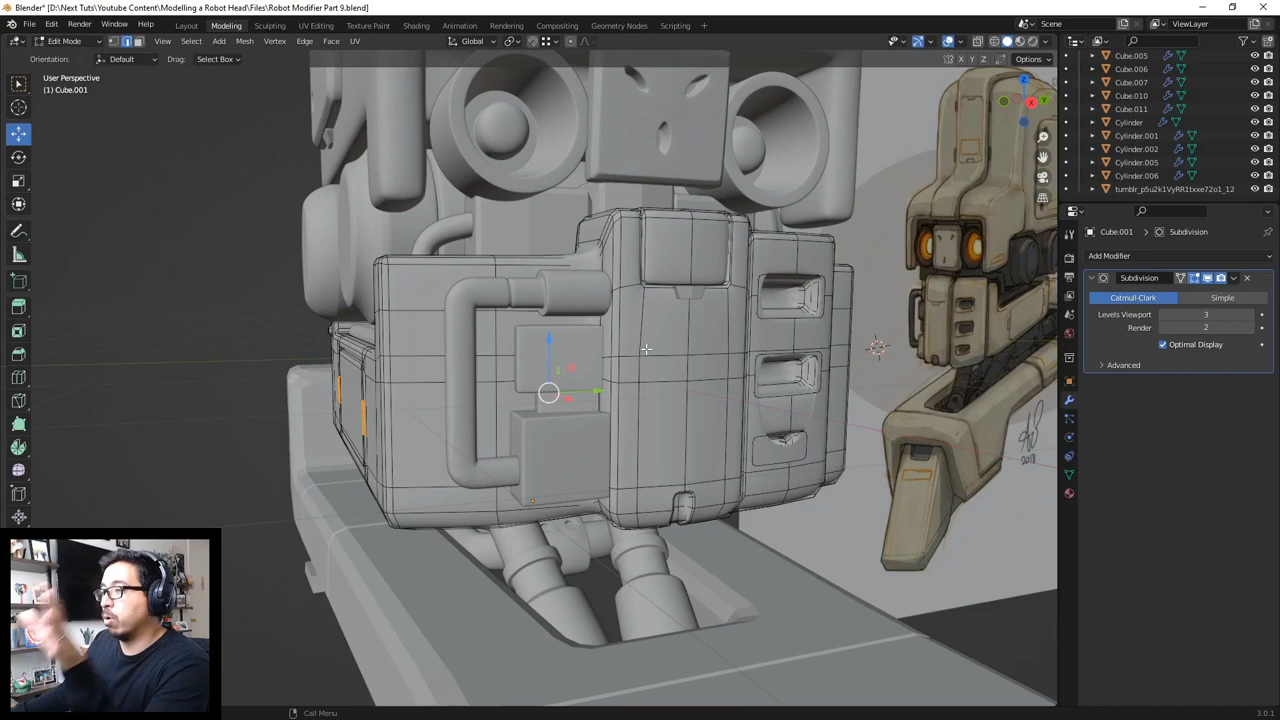 Blender* [D:\Next Tuts\Youtube Content\Modelling a Robot Head\Files\Robot Modifier Part 9.blend]
File Edit Render Window Help Layout Modeling Sculpting UV Editing Texture Paint Shading Animation Rendering Compositing Geometry Nodes Scripting + Scene ViewLayer
Edit Mode View Select Add Mesh Vertex Edge Face UV Global
Orientation: Default Drag: Select Box X Y Z Options
User Perspective
(1) Cube.001
Z
X
Y
Cube.005
Cube.006
Cube.007
Cube.010
Cube.011
Cylinder
Cylinder.001
Cylinder.002
Cylinder.005
Cylinder.006
tumblr_p5u2k1VyRR1txxe72o1_12
Cube.001 > Subdivision
Add Modifier
Subdivision
Catmull-Clark Simple
Levels Viewport 3
Render 2
Optimal Display
> Advanced
2018
Call Menu 3.0.1